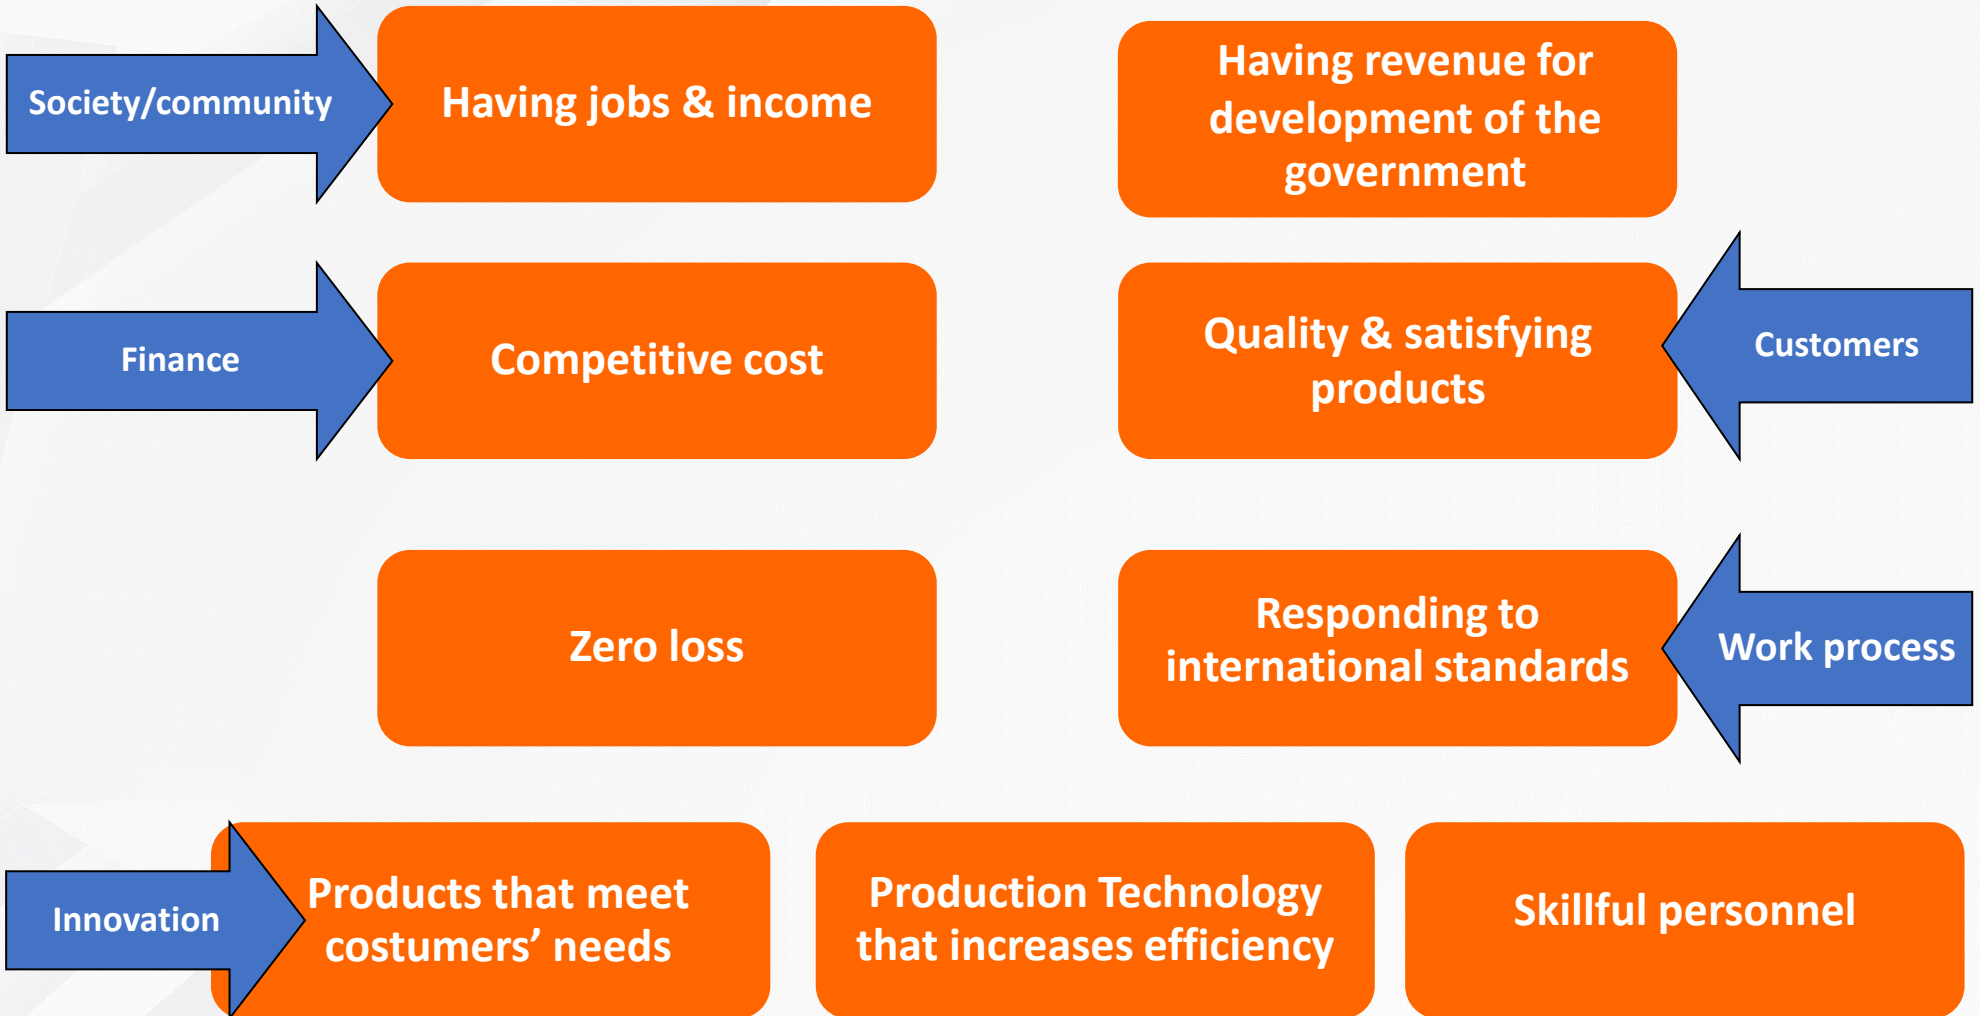 Society/community
Having jobs & income
Having revenue for
development of the
government
Finance
Competitive cost
Quality & satisfying
products
Customers
Zero loss
Responding to
international standards
Work process
Innovation
Products that meet
costumers’ needs
Production Technology
that increases efficiency
Skillful personnel